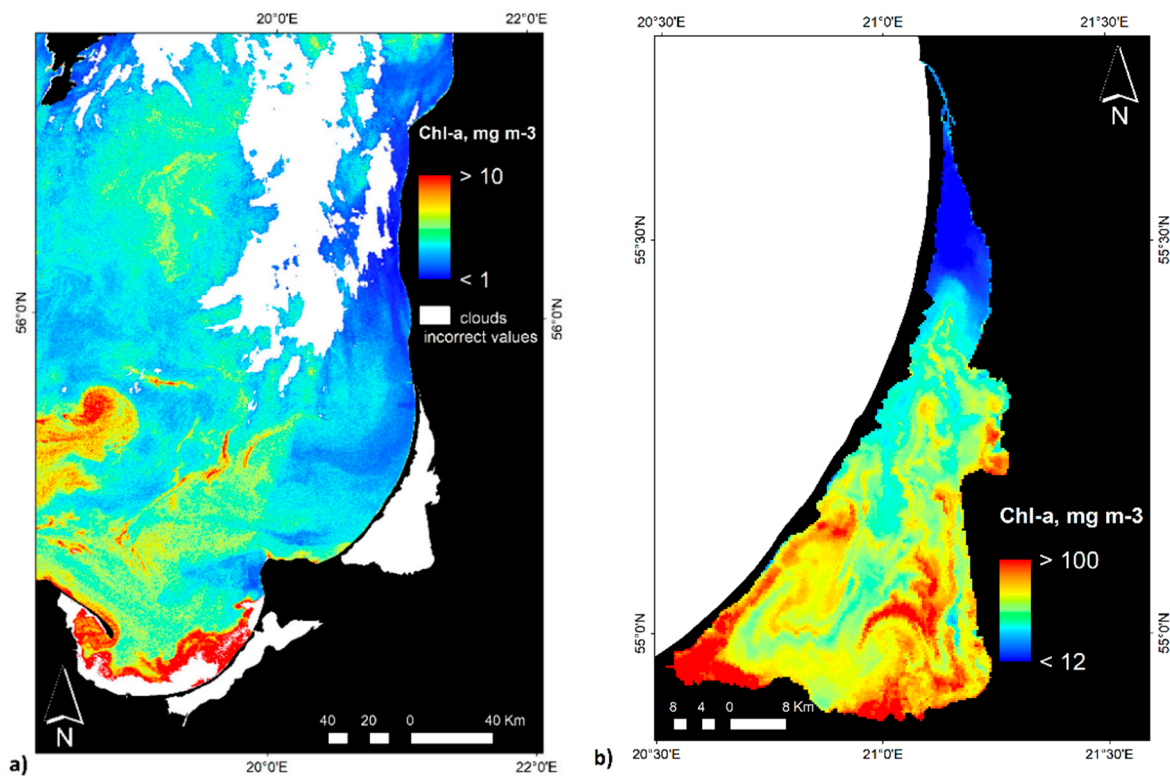 20°0'E
22°0'E
56°0'N
Chl-a, mg m-3
> 10
< 1
clouds
incorrect values
56°0'N
N
40 20 0 40 Km
a)
20°0'E
22°0'E
20°30'E
21°0'E
21°30'E
N
55°30'N
55°30'N
Chl-a, mg m-3
> 100
< 12
55°0'N
55°0'N
8 4 0 8 Km
b)
20°30'E
21°0'E
21°30'E